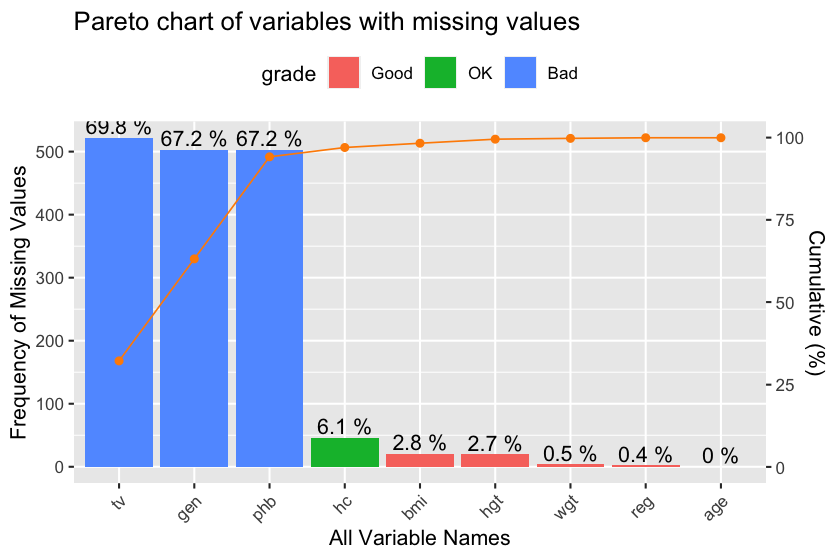 Pareto chart of variables with missing values
grade Good OK Bad
69.8 % 67.2 % 67.2 %
6.1 % 2.8 % 2.7 % 0.5 % 0.4 % 0 %
Frequency of Missing Values
500
400
300
200
100
0
100
75
50
25
0
Cumulative (%)
tv gen phb hc bmi hgt wgt reg age
All Variable Names